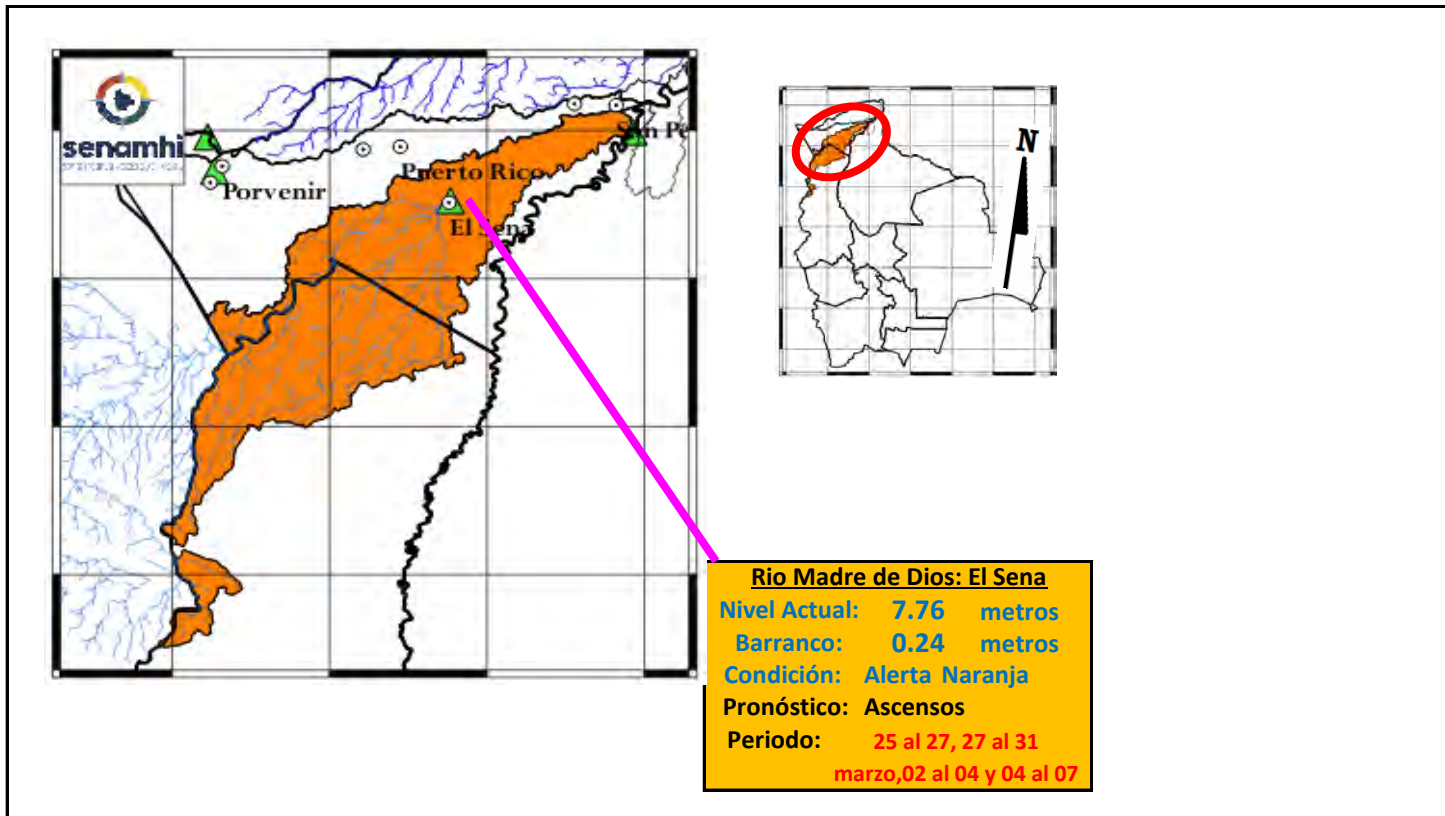 senamhi
Porvenir
Puerto Rico
El Sena
San Pe
N
Rio Madre de Dios: El Sena
Nivel Actual: 7.76 metros
Barranco: 0.24 metros
Condición: Alerta Naranja
Pronóstico: Ascensos
Periodo: 25 al 27, 27 al 31
marzo,02 al 04 y 04 al 07